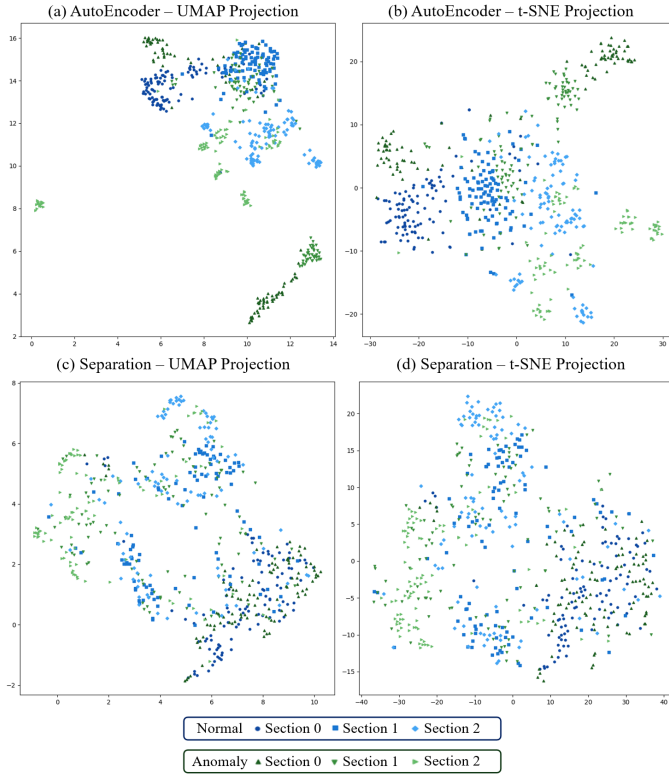 (a) AutoEncoder – UMAP Projection
(b) AutoEncoder – t-SNE Projection
16
14
12
10
8
6
4
2
0 2 4 6 8 10 12 14
20
10
0
−10
−20
−30 −20 −10 0 10 20 30
(c) Separation – UMAP Projection
(d) Separation – t-SNE Projection
8
6
4
2
0
−2
0 2 4 6 8 10
20
15
10
5
0
−5
−10
−15
−40 −30 −20 −10 0 10 20 30 40
Normal Section 0 Section 1 Section 2
Anomaly Section 0 Section 1 Section 2